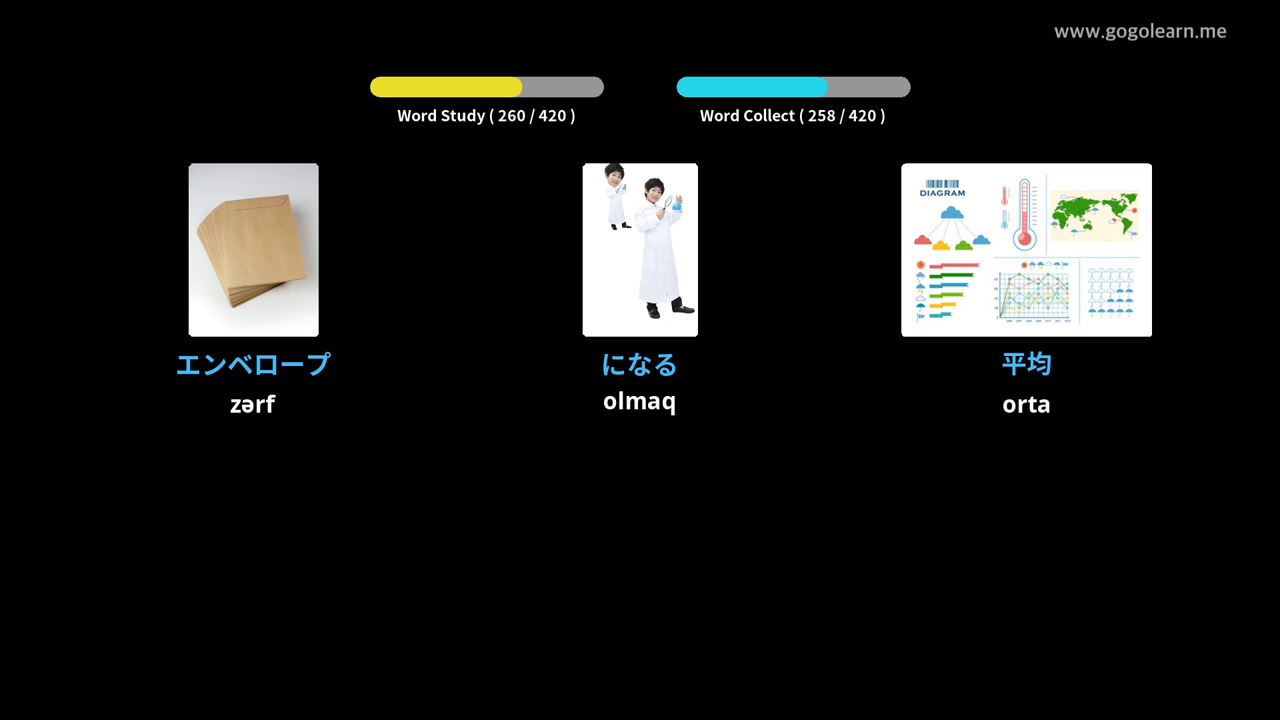 www.gogolearn.me
Word Study ( 260 / 420 )
Word Collect ( 258 / 420 )
DIAGRAM
エンベロープ
になる
平均
zərf
olmaq
orta